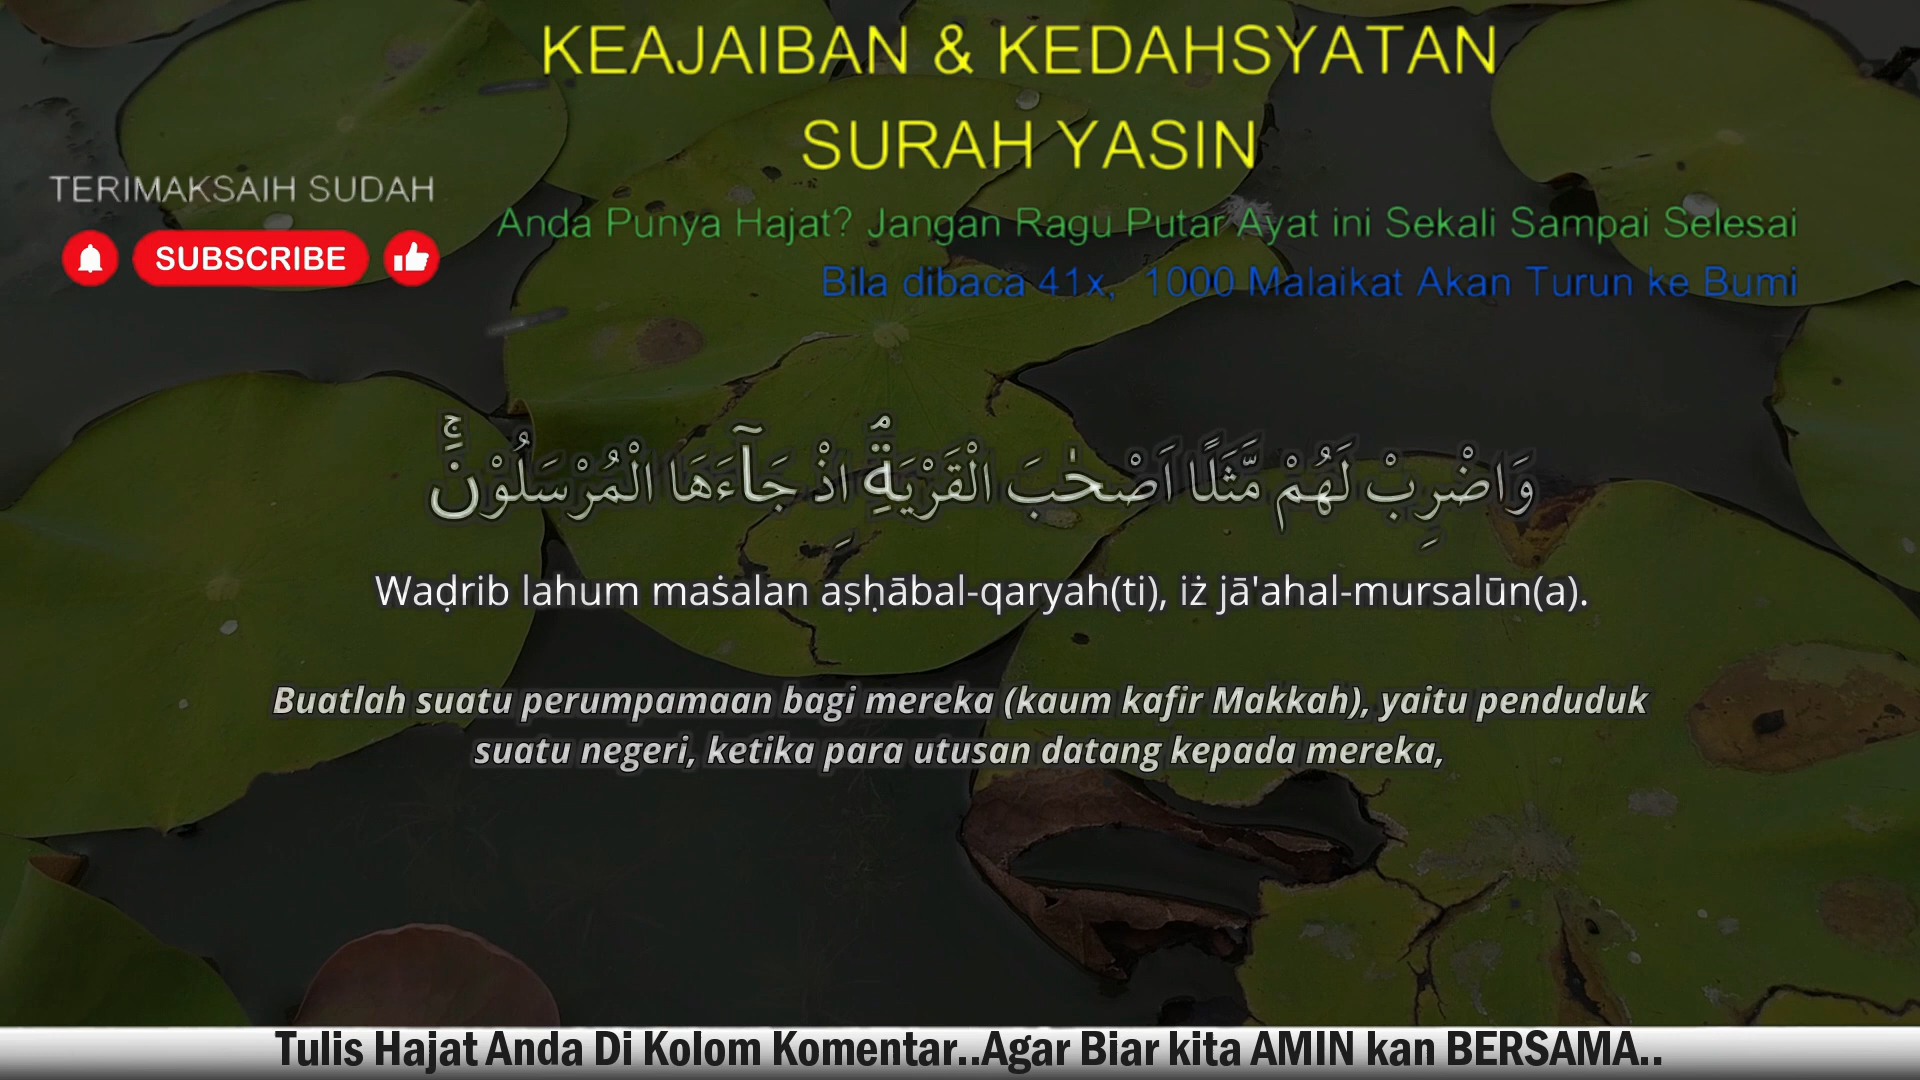 KEAJAIBAN & KEDAHSYATAN
SURAH YASIN
TERIMAKSAIH SUDAH
SUBSCRIBE
Anda Punya Hajat? Jangan Ragu Putar Ayat ini Sekali Sampai Selesai
Bila dibaca 41x, 1000 Malaikat Akan Turun ke Bumi
وَاضْرِبْ لَهُمْ مَّثَلًا اَصْحٰبَ الْقَرْيَةِۘ اِذْ جَاۤءَهَا الْمُرْسَلُوْنَۚ
Waḍrib lahum maṡalan aṣḥābal-qaryah(ti), iż jā'ahal-mursalūn(a).
Buatlah suatu perumpamaan bagi mereka (kaum kafir Makkah), yaitu penduduk
suatu negeri, ketika para utusan datang kepada mereka,
Tulis Hajat Anda Di Kolom Komentar..Agar Biar kita AMIN kan BERSAMA..